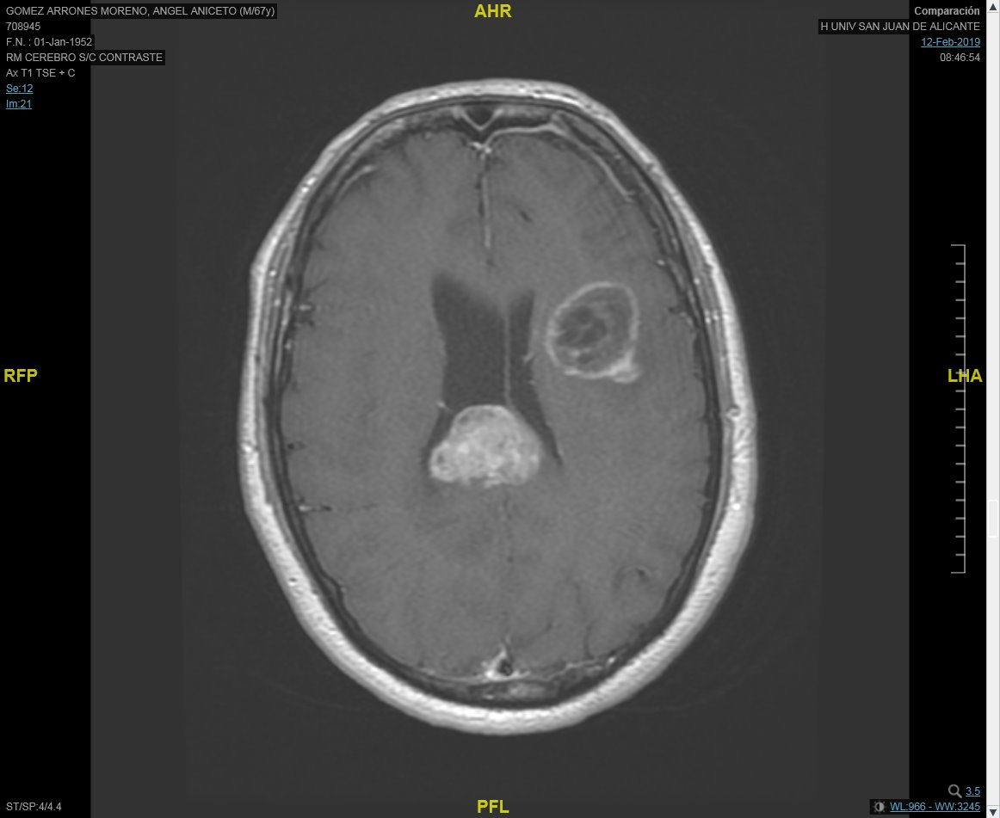 GOMEZ ARRONES MORENO, ANGEL ANICETO (M/67y)
708945
F.N. : 01-Jan-1952
RM CEREBRO S/C CONTRASTE
Ax T1 TSE + C
Se:12
Im:21
AHR
Comparación
H UNIV SAN JUAN DE ALICANTE
12-Feb-2019
08:46:54
RFP
LHA
ST/SP:4/4.4
PFL
3.5
WL:966 - WW:3245